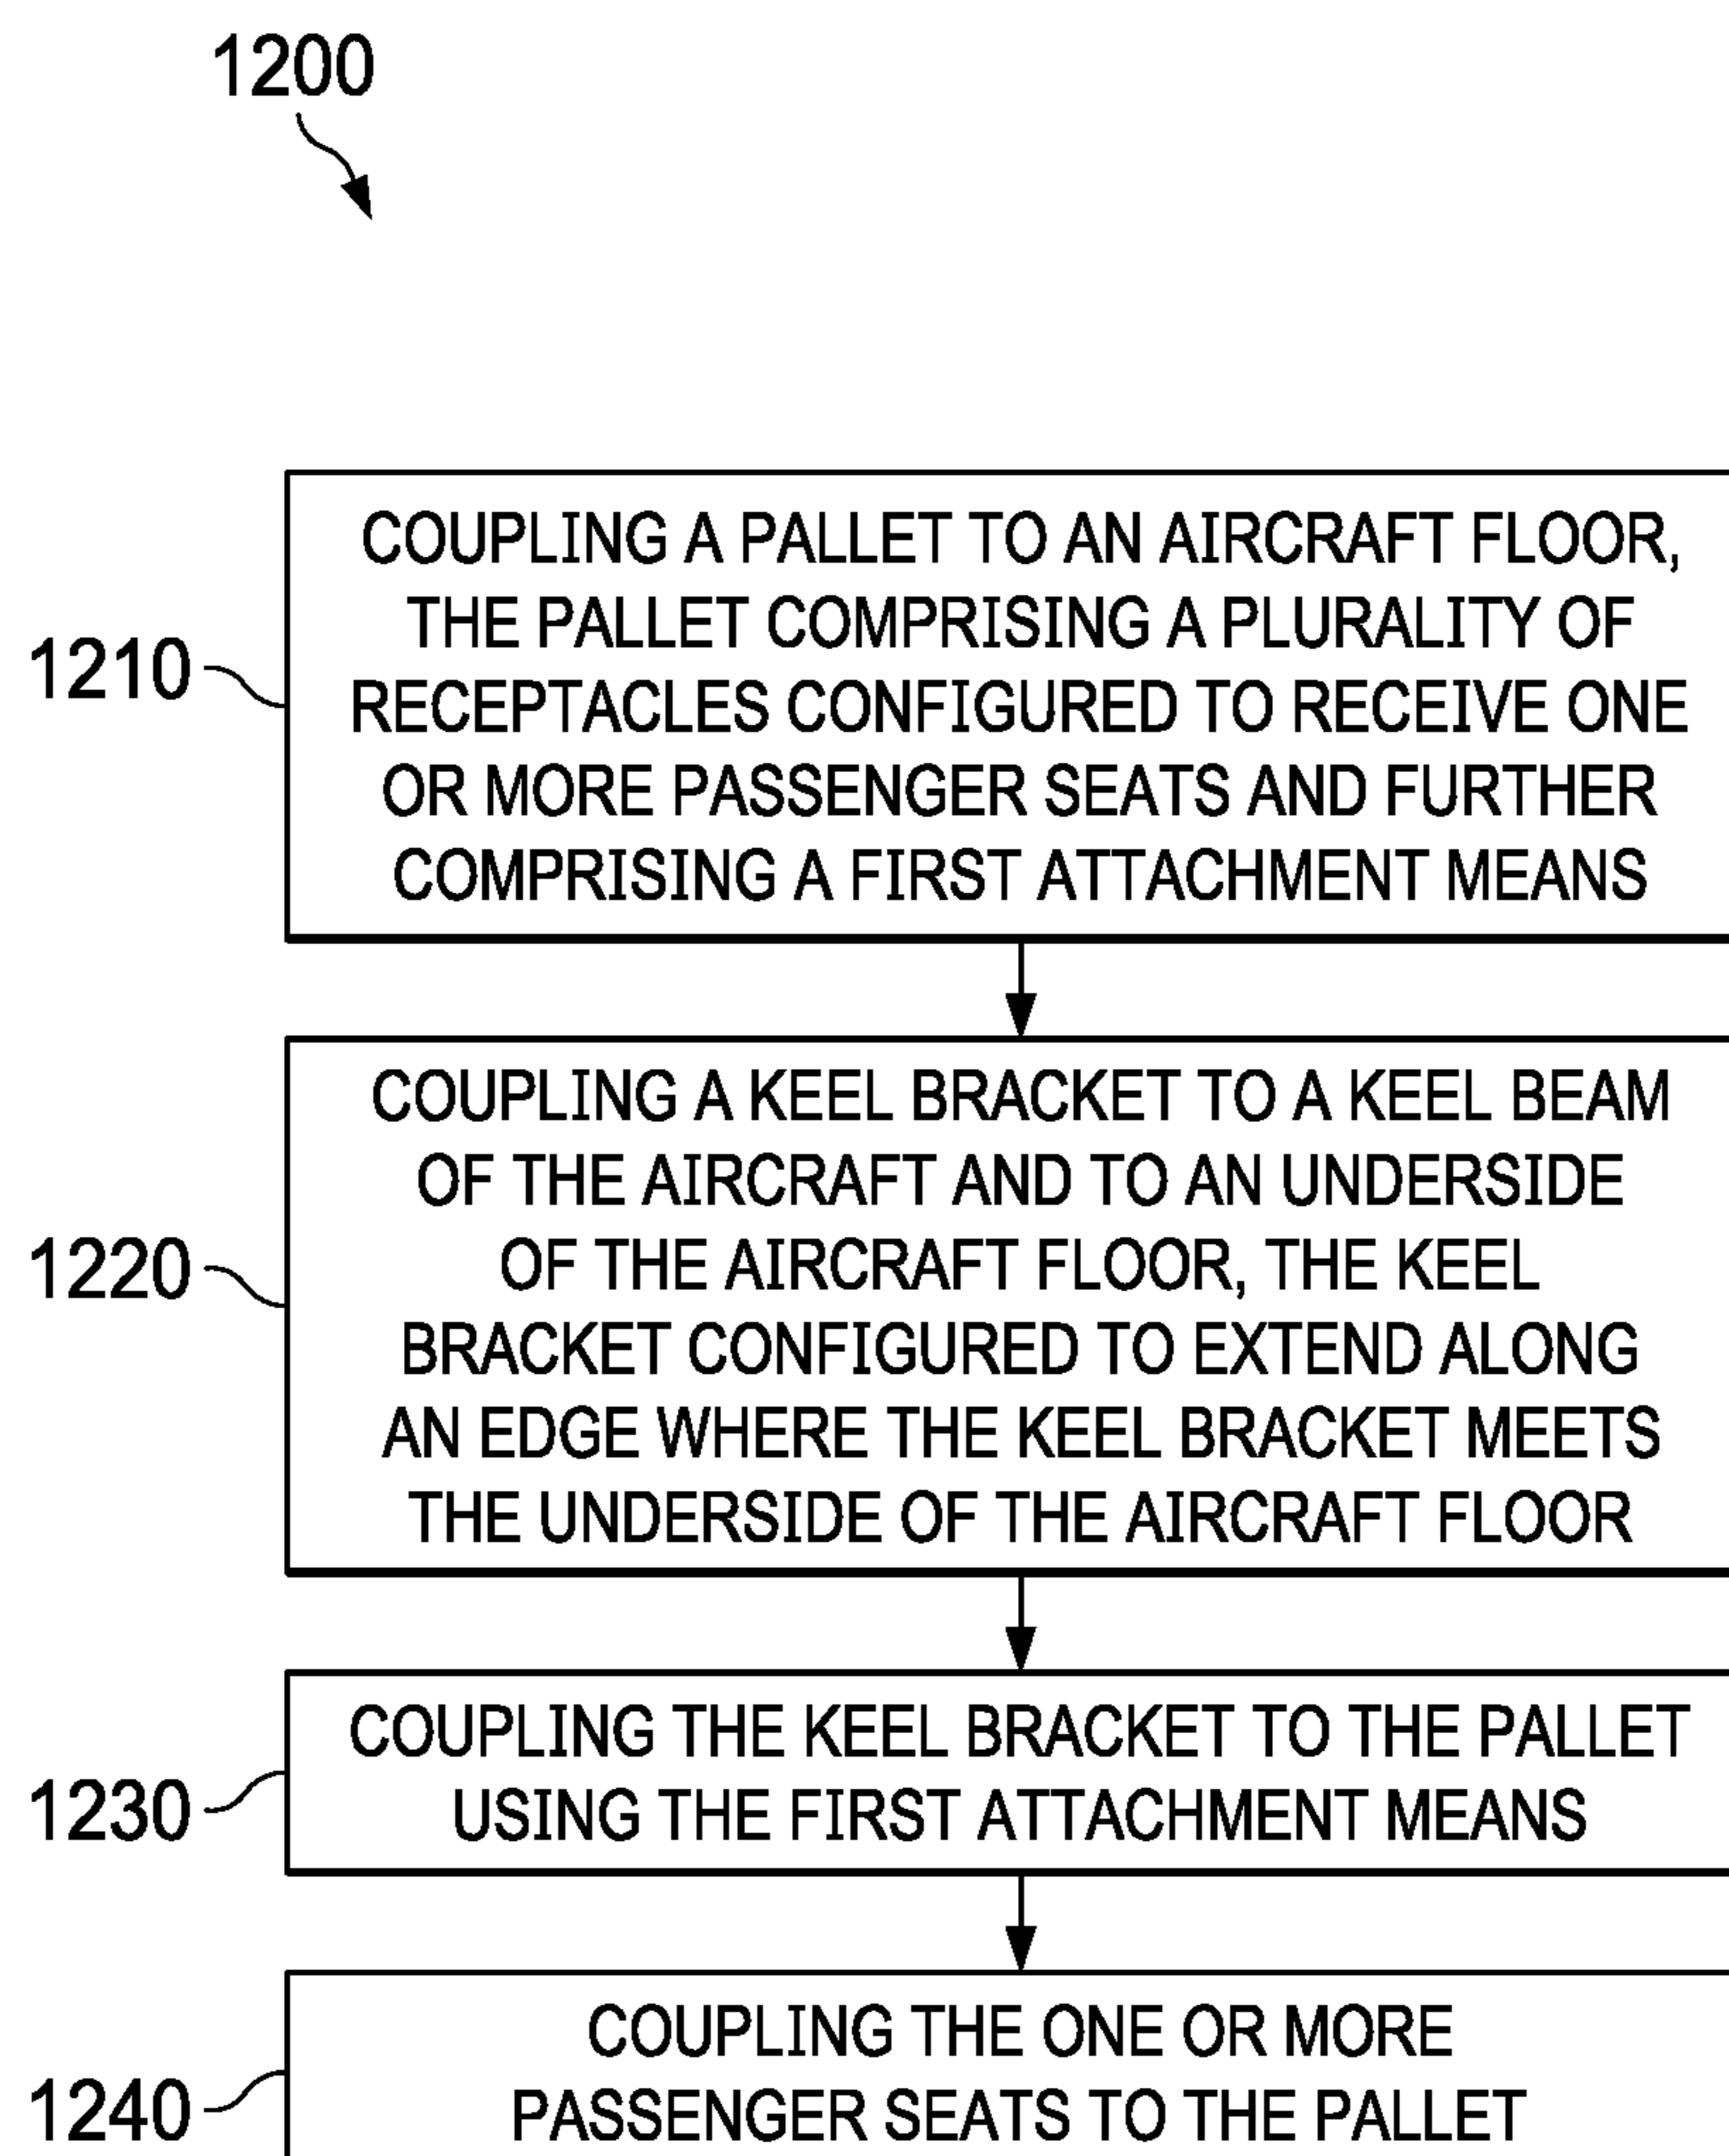 1200
COUPLING A PALLET TO AN AIRCRAFT FLOOR,
THE PALLET COMPRISING A PLURALITY OF
1210
RECEPTACLES CONFIGURED TO RECEIVE ONE
OR MORE PASSENGER SEATS AND FURTHER
COMPRISING A FIRST ATTACHMENT MEANS
COUPLING A KEEL BRACKET TO A KEEL BEAM
OF THE AIRCRAFT AND TO AN UNDERSIDE
1220
OF THE AIRCRAFT FLOOR, THE KEEL
BRACKET CONFIGURED TO EXTEND ALONG
AN EDGE WHERE THE KEEL BRACKET MEETS
THE UNDERSIDE OF THE AIRCRAFT FLOOR
COUPLING THE KEEL BRACKET TO THE PALLET
1230
USING THE FIRST ATTACHMENT MEANS
COUPLING THE ONE OR MORE
1240
PASSENGER SEATS TO THE PALLET